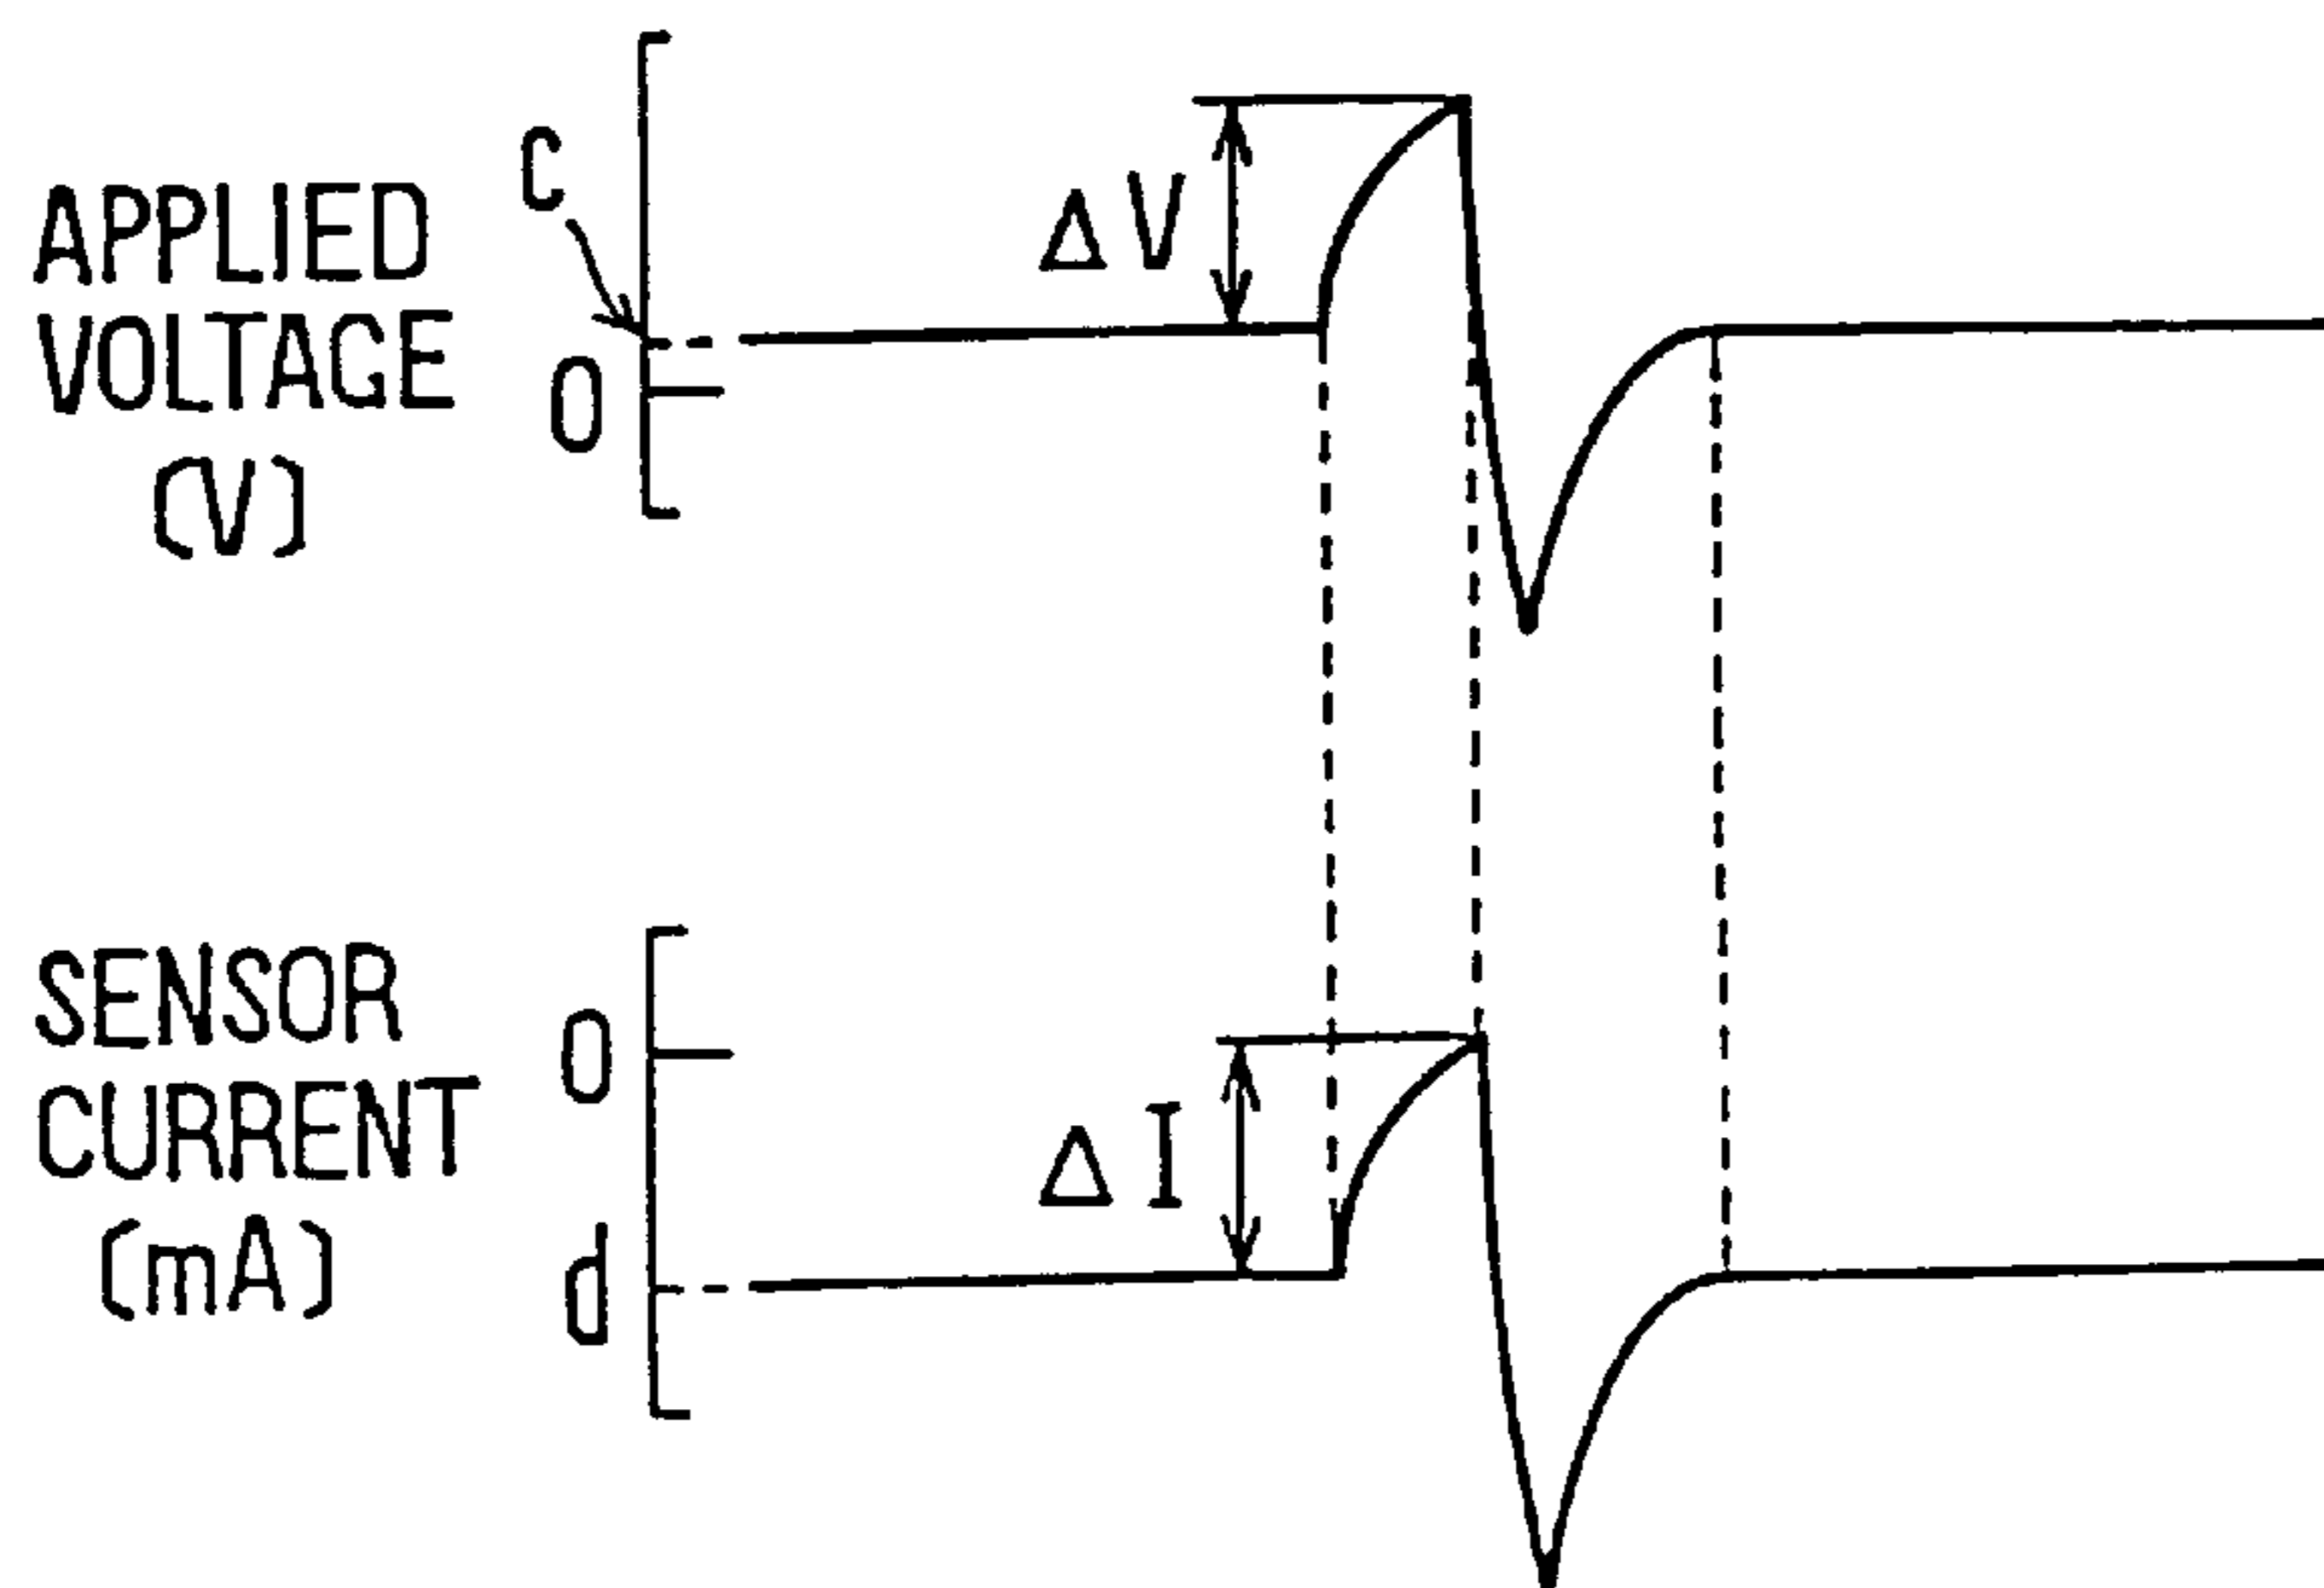 APPLIED
VOLTAGE
(V)
C
0
ΔV
SENSOR
CURRENT
(mA)
0
d
ΔI